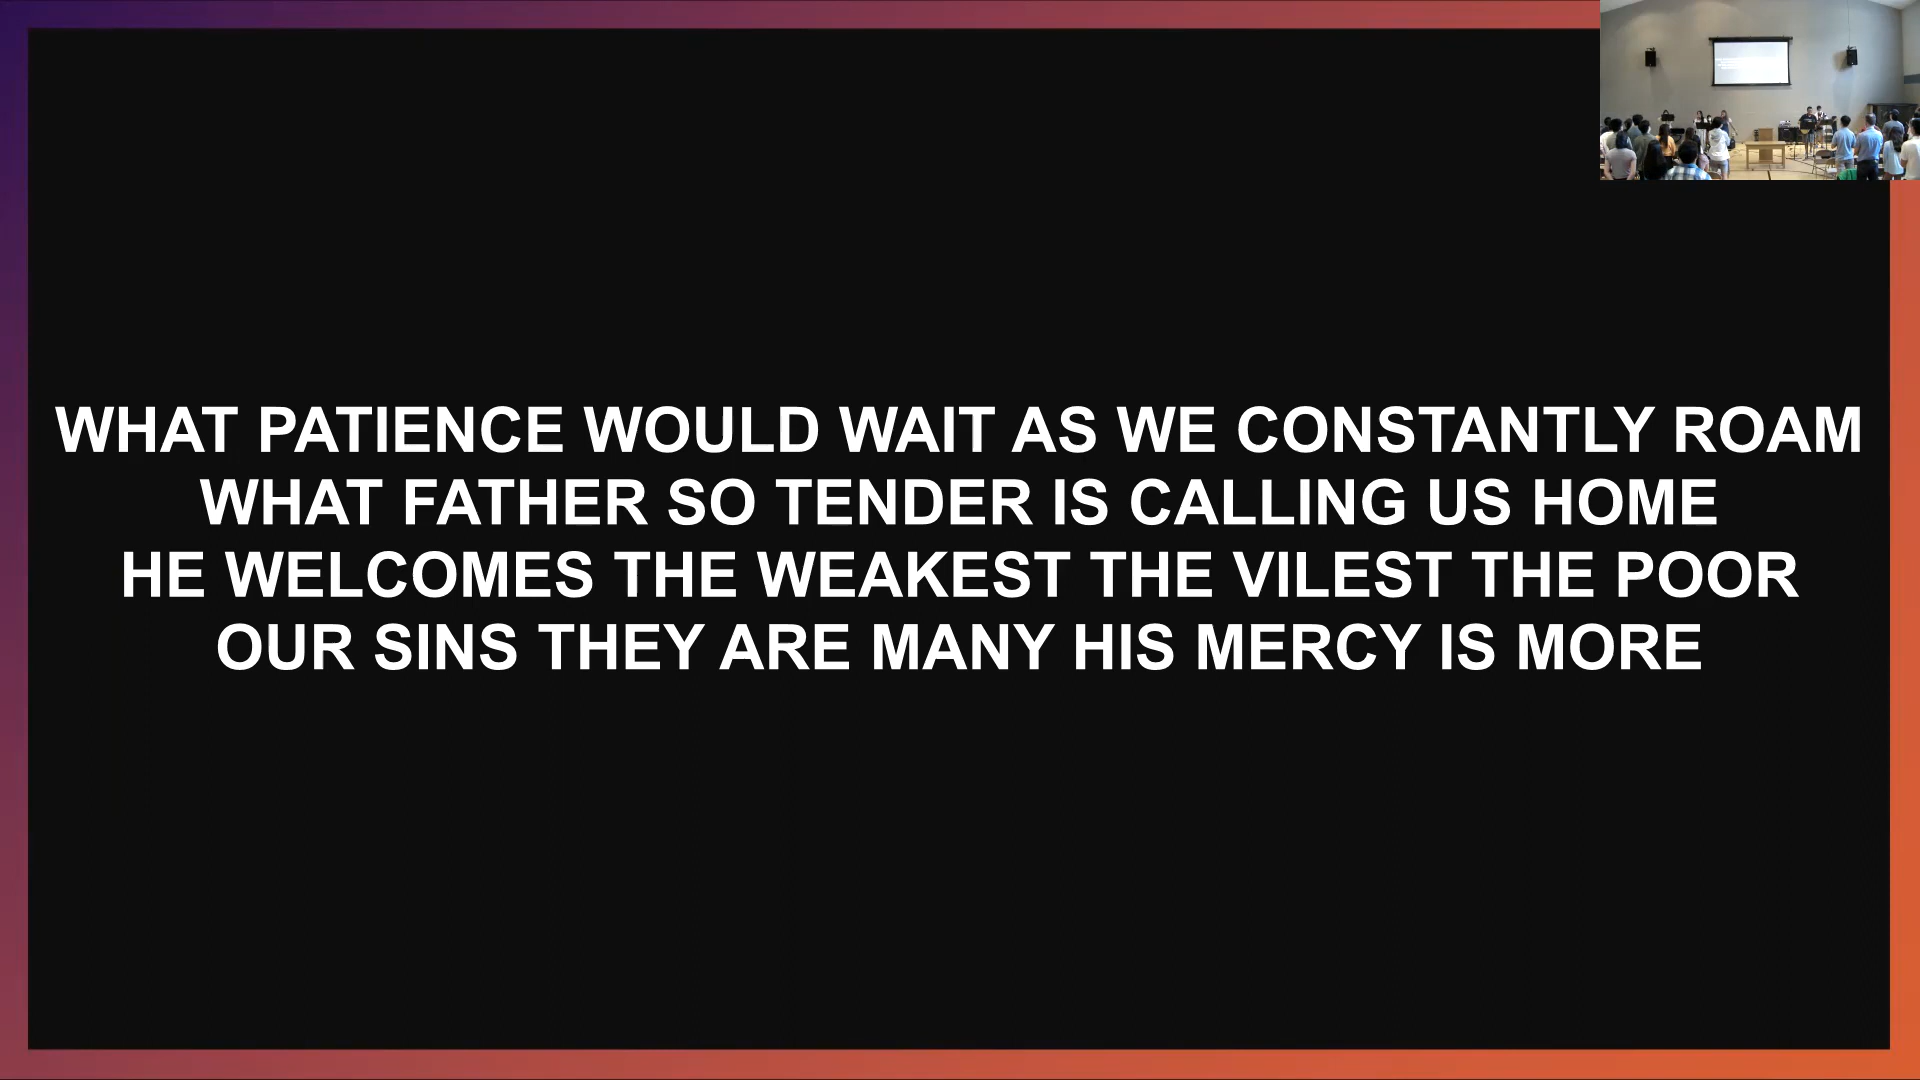 WHAT PATIENCE WOULD WAIT AS WE CONSTANTLY ROAM
WHAT FATHER SO TENDER IS CALLING US HOME
HE WELCOMES THE WEAKEST THE VILEST THE POOR
OUR SINS THEY ARE MANY HIS MERCY IS MORE